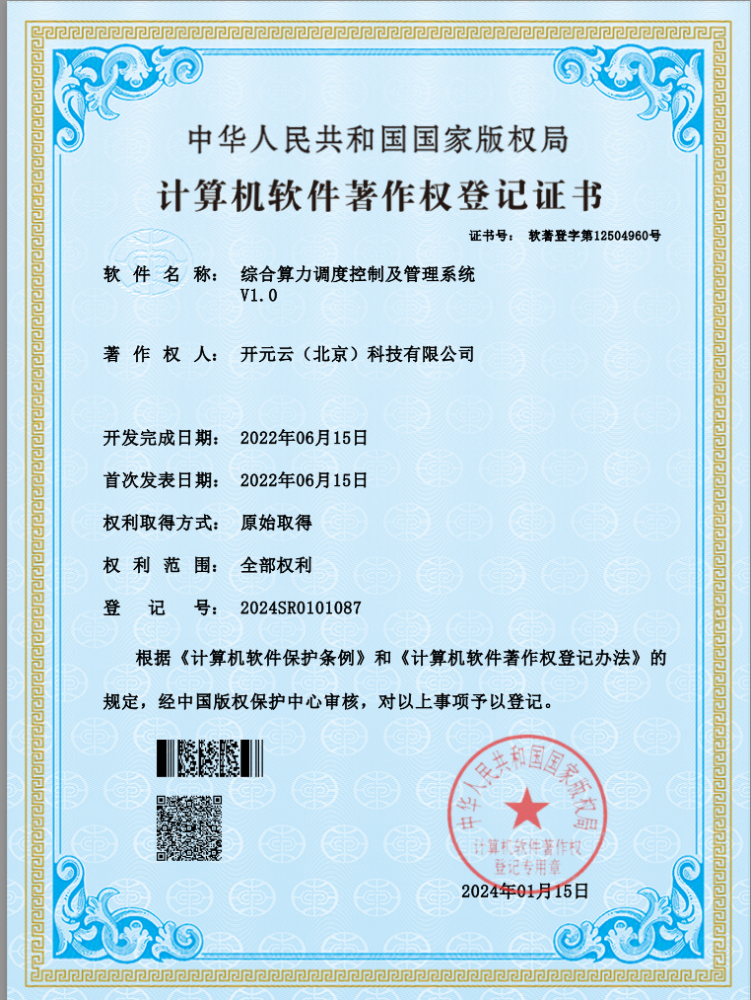 中华人民共和国国家版权局
计算机软件著作权登记证书
证书号： 软著登字第12504960号
软件名称： 综合算力调度控制及管理系统
V1.0
著作权人： 开元云（北京）科技有限公司
开发完成日期： 2022年06月15日
首次发表日期： 2022年06月15日
权利取得方式： 原始取得
权利范围： 全部权利
登记号： 2024SR0101087
根据《计算机软件保护条例》和《计算机软件著作权登记办法》的
规定，经中国版权保护中心审核，对以上事项予以登记。
中华人民共和国国家版权局
计算机软件著作权
登记专用章
2024年01月15日